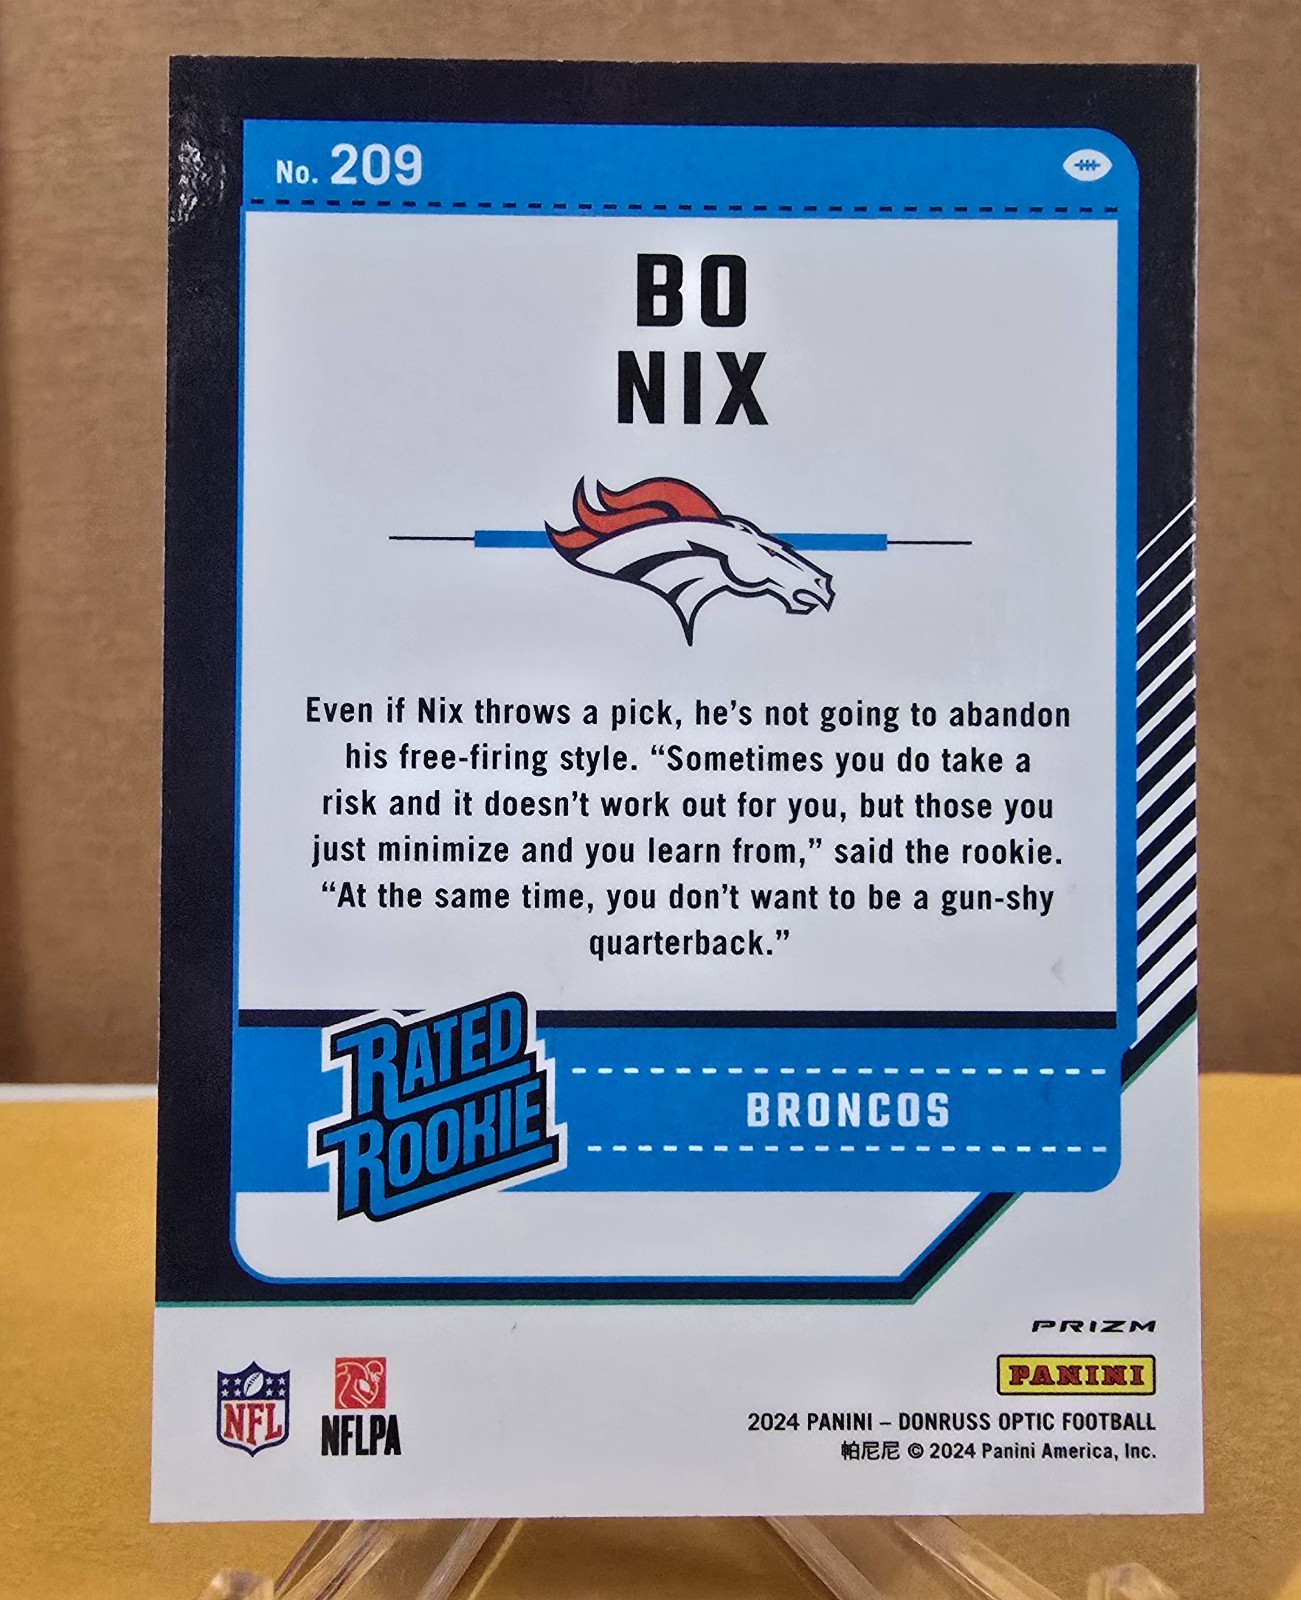 No. 209
BO
NIX
Even if Nix throws a pick, he's not going to abandon
his free-firing style. “Sometimes you do take a
risk and it doesn't work out for you, but those you
just minimize and you learn from,” said the rookie.
“At the same time, you don't want to be a gun-shy
quarterback.”
RATED
ROOKIE
BRONCOS
PRIZM
PANINI
NFL
NFLPA
2024 PANINI – DONRUSS OPTIC FOOTBALL
帕尼尼 © 2024 Panini America, Inc.